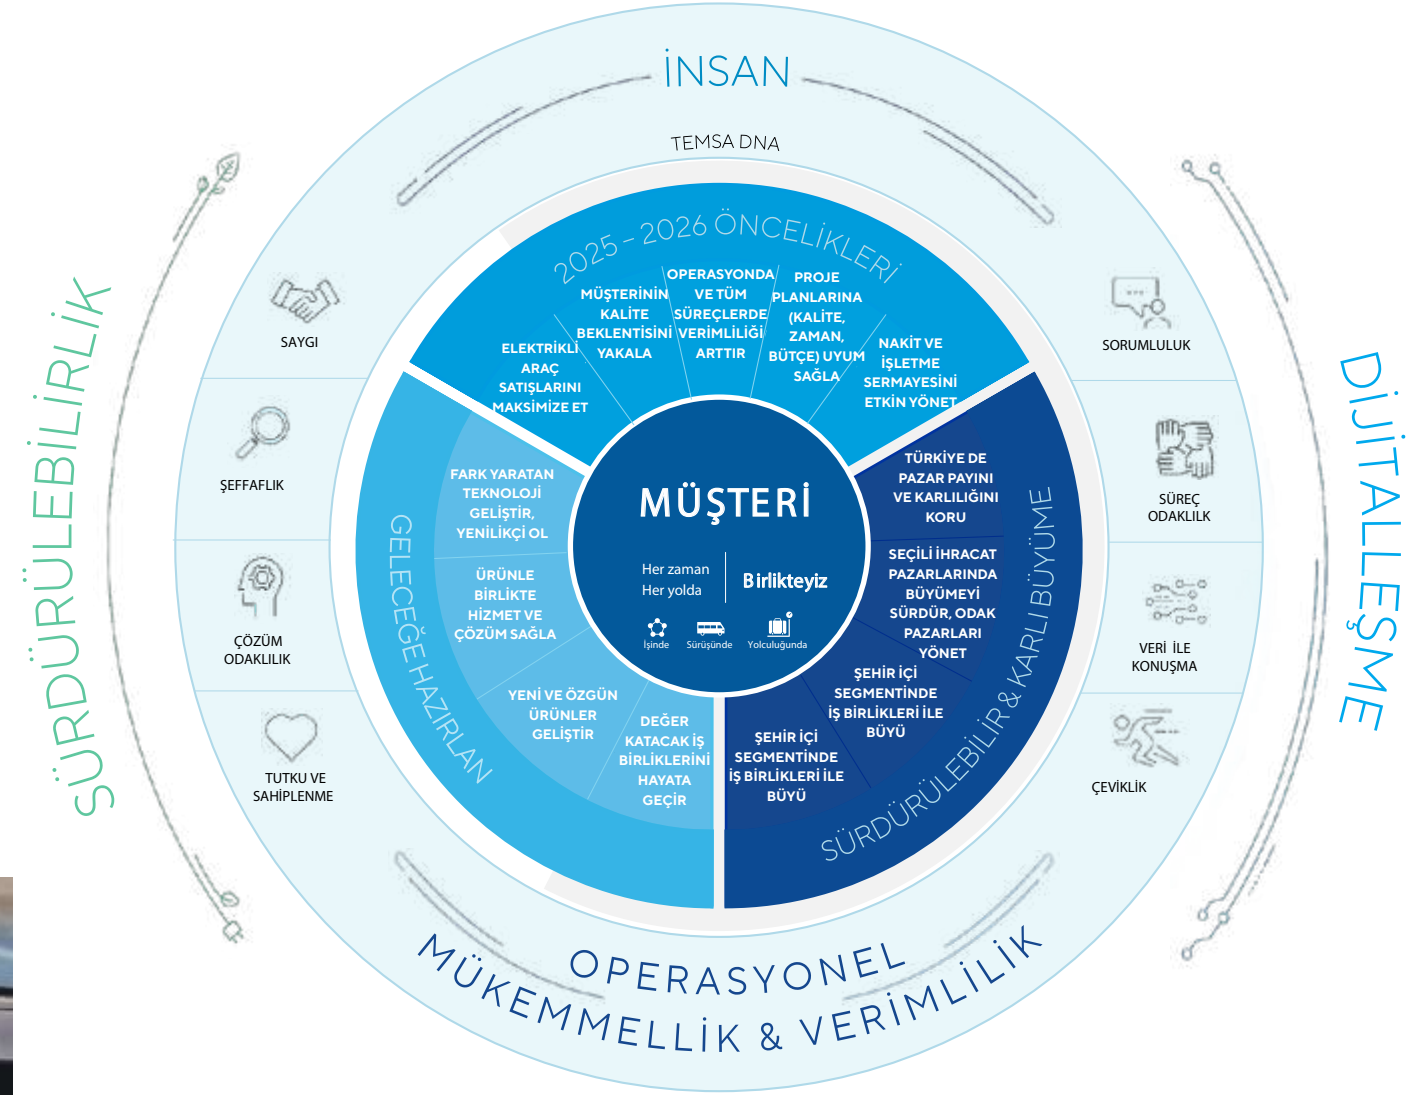 İNSAN
TEMSA DNA
2025 – 2026 ÖNCELİKLERİ
ELEKTRİKLİ
ARAÇ
SATIŞLARINI
MAKSİMİZE ET
MÜŞTERİNİN
KALİTE
BEKLENTİSİNİ
YAKALA
OPERASYONDA
VE TÜM
SÜREÇLERDE
VERİMLİLİĞİ
ARTTIR
PROJE
PLANLARINA
(KALİTE,
ZAMAN,
BÜTÇE) UYUM
SAĞLA
NAKİT VE
İŞLETME
SERMAYESİNİ
ETKİN YÖNET
SÜRDÜRÜLEBİLİRLİK
SAYGI
ŞEFFAFLIK
ÇÖZÜM
ODAKLILIK
TUTKU VE
SAHİPLENME
GELECEĞE HAZIRLAN
FARK YARATAN
TEKNOLOJİ
GELİŞTİR,
YENİLİKÇİ OL
ÜRÜNLE
BİRLİKTE
HİZMET VE
ÇÖZÜM SAĞLA
YENİ VE ÖZGÜN
ÜRÜNLER
GELİŞTİR
DEĞER
KATACAK İŞ
BİRLİKLERİNİ
HAYATA
GEÇİR
MÜŞTERİ
Her zaman
Her yolda
Birlikteyiz
İşinde
Sürüşünde
Yolculuğunda
TÜRKİYE DE
PAZAR PAYINI
VE KARLILIĞINI
KORU
SEÇİLİ İHRACAT
PAZARLARINDA
BÜYÜMEYİ
SÜRDÜR, ODAK
PAZARLARI
YÖNET
ŞEHİR İÇİ
SEGMENTİNDE
İŞ BİRLİKLERİ İLE
BÜYÜ
ŞEHİR İÇİ
SEGMENTİNDE
İŞ BİRLİKLERİ İLE
BÜYÜ
SÜRDÜRÜLEBİLİR & KARLI BÜYÜME
SORUMLULUK
SÜREÇ
ODAKLILK
VERİ İLE
KONUŞMA
ÇEVİKLİK
DİJİTALLEŞME
OPERASYONEL
MÜKEMMELLİK & VERİMLİLİK